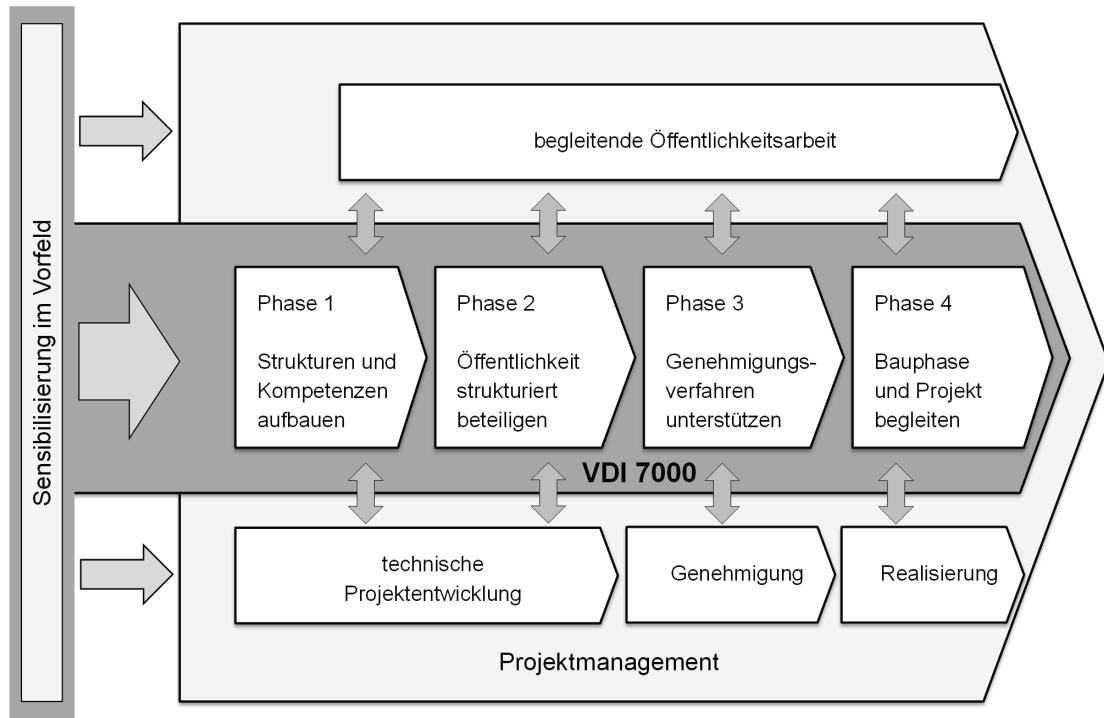 Sensibilisierung im Vorfeld
begleitende Öffentlichkeitsarbeit
Phase 1
Strukturen und
Kompetenzen
aufbauen
Phase 2
Öffentlichkeit
strukturiert
beteiligen
Phase 3
Genehmigungs-
verfahren
unterstützen
Phase 4
Bauphase
und Projekt
begleiten
VDI 7000
technische
Projektentwicklung
Genehmigung
Realisierung
Projektmanagement